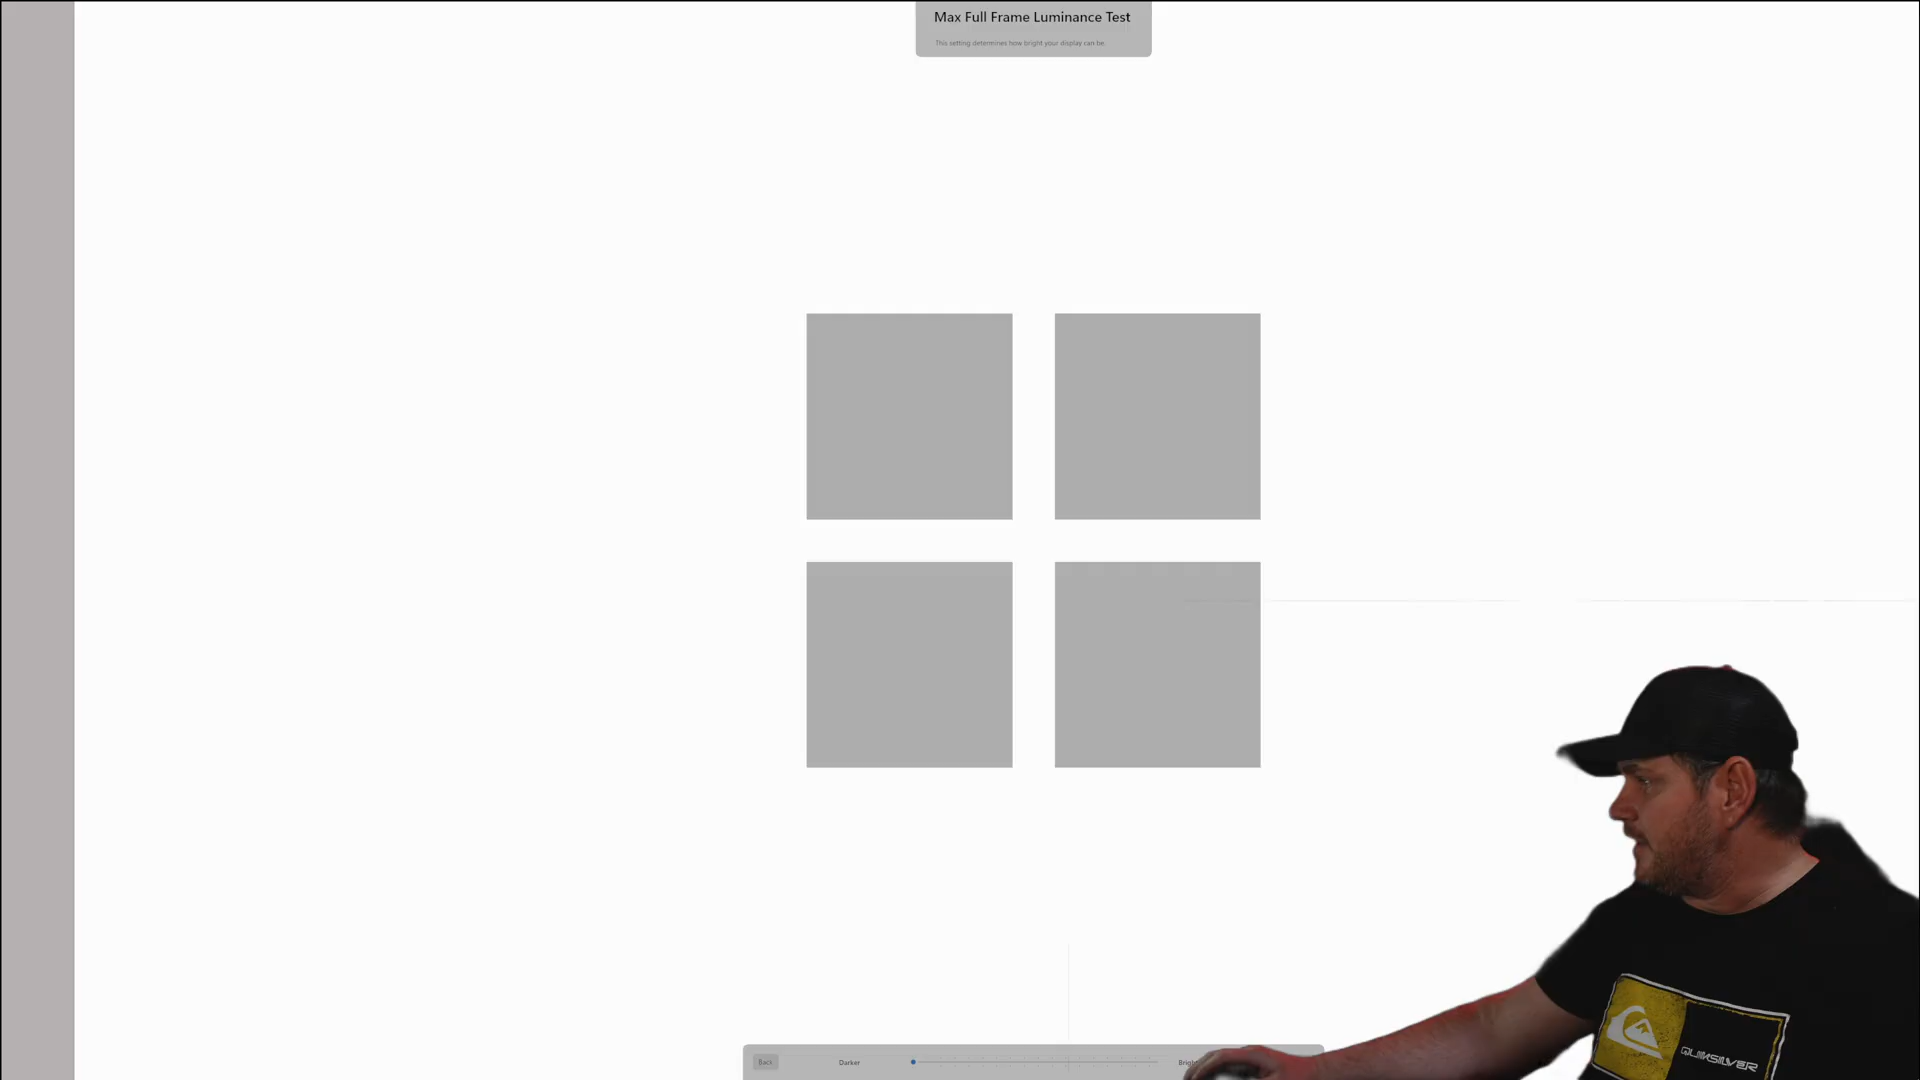 Max Full Frame Luminance Test
This setting determines how bright your display can be.
Back
Darker
QUIKSILVER